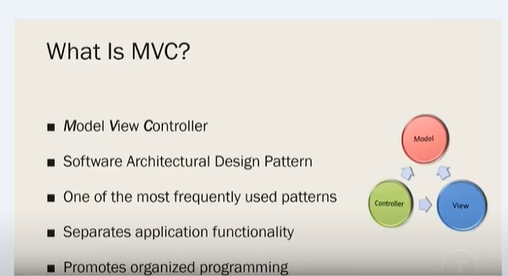 What Is MVC?
Model View Controller
Software Architectural Design Pattern
One of the most frequently used patterns
Separates application functionality
Promotes organized programming
Model
Controller
View